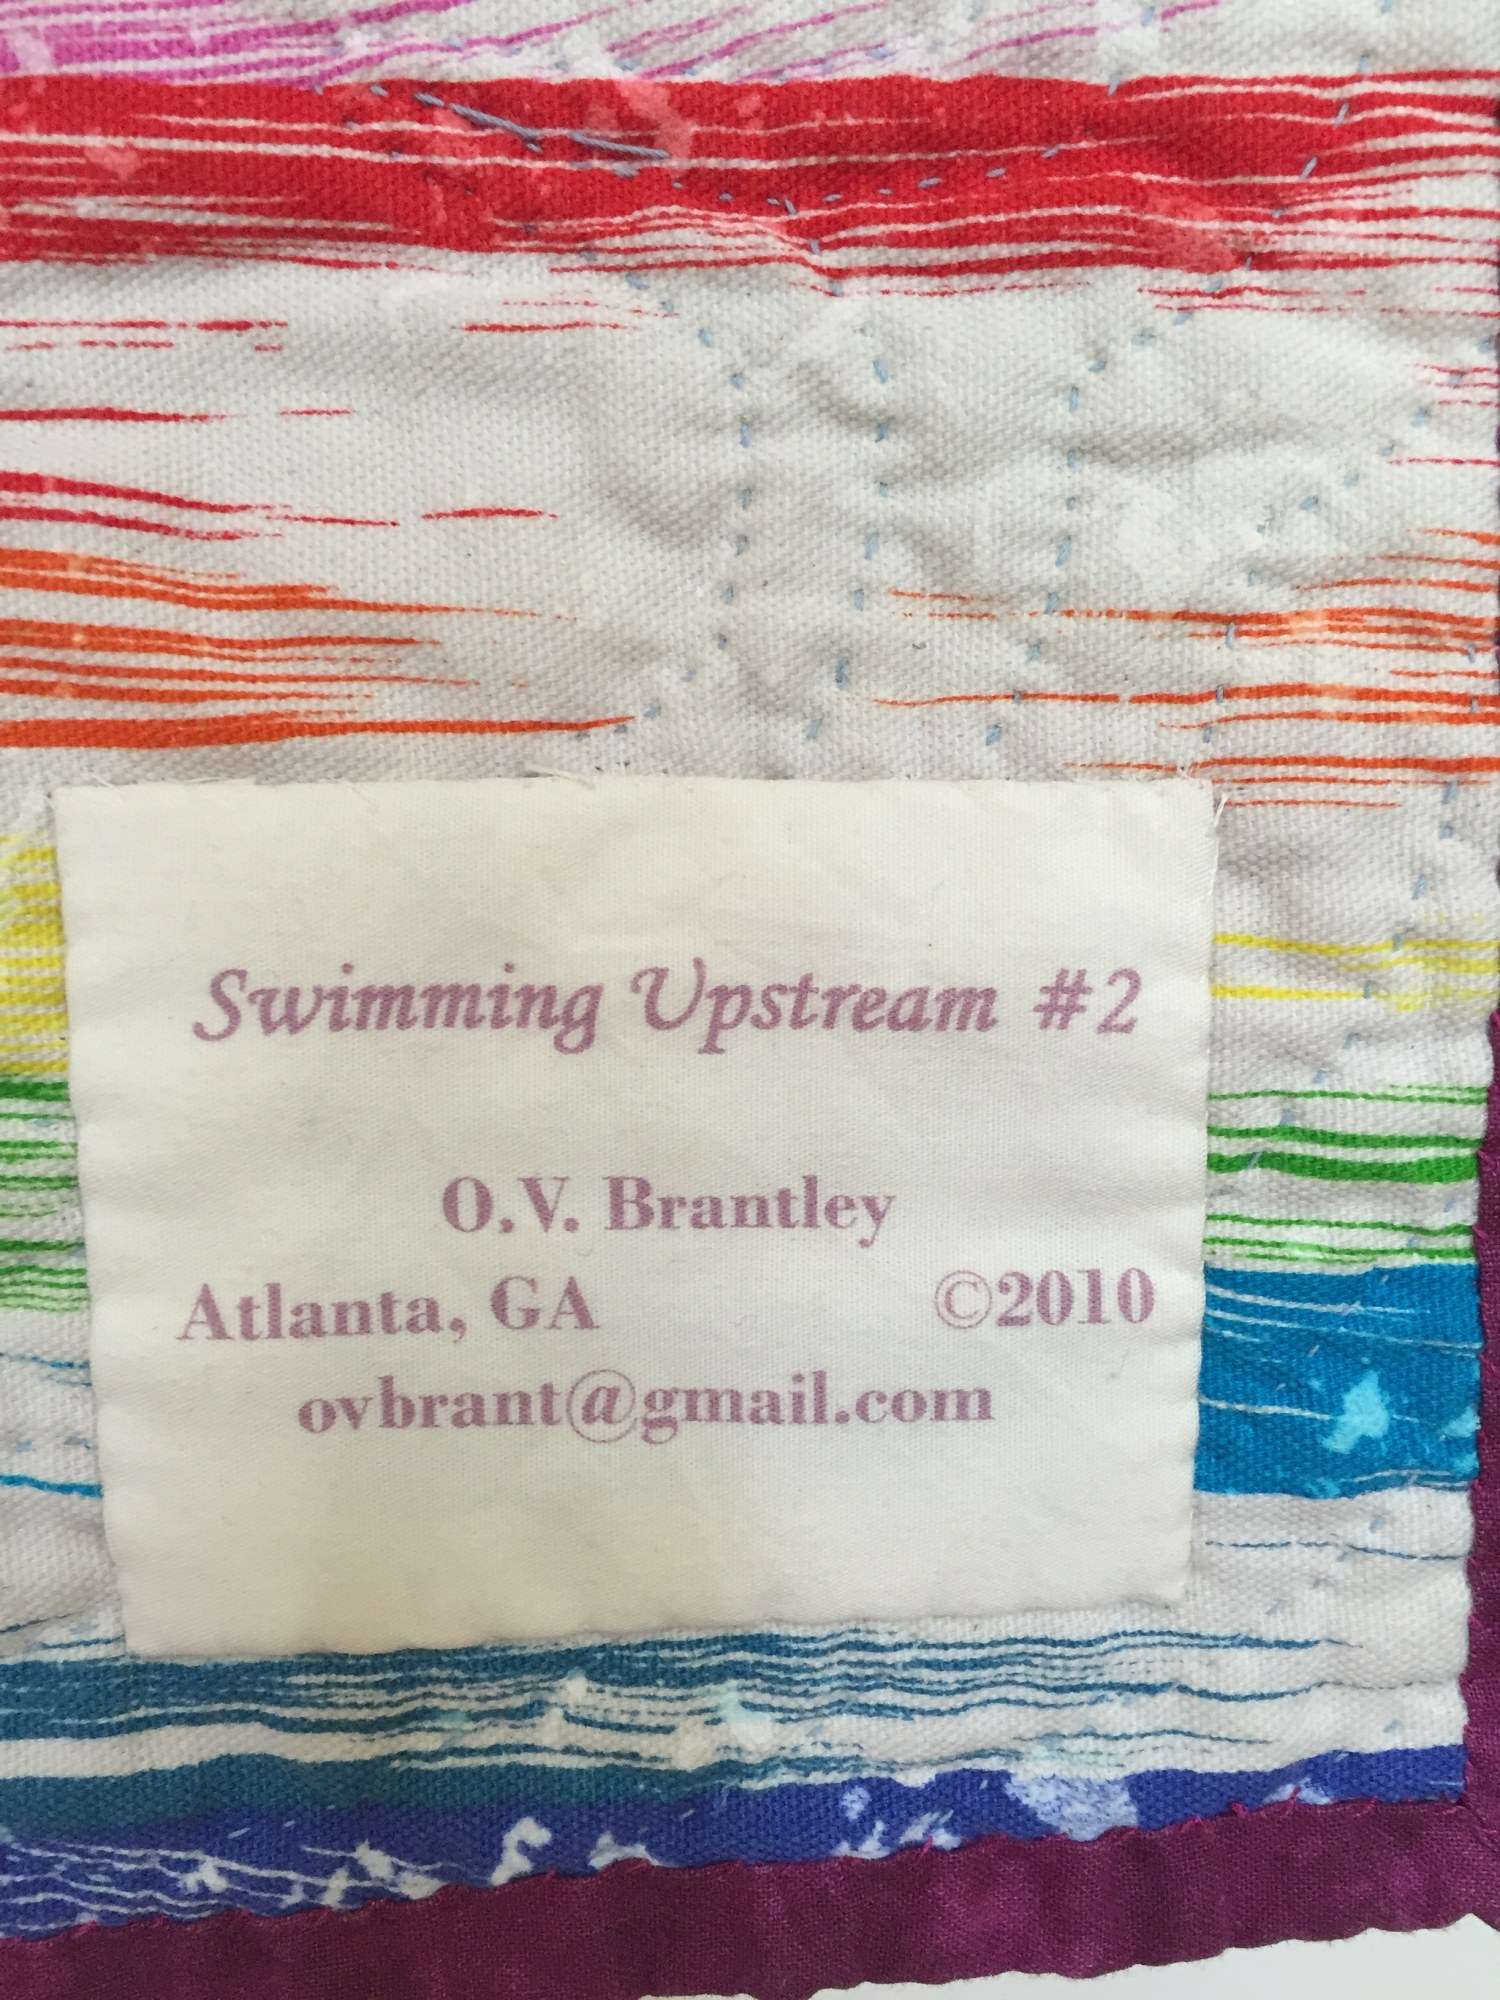 Swimming Upstream #2
O.V. Brantley
Atlanta, GA ©2010
ovbrant@gmail.com